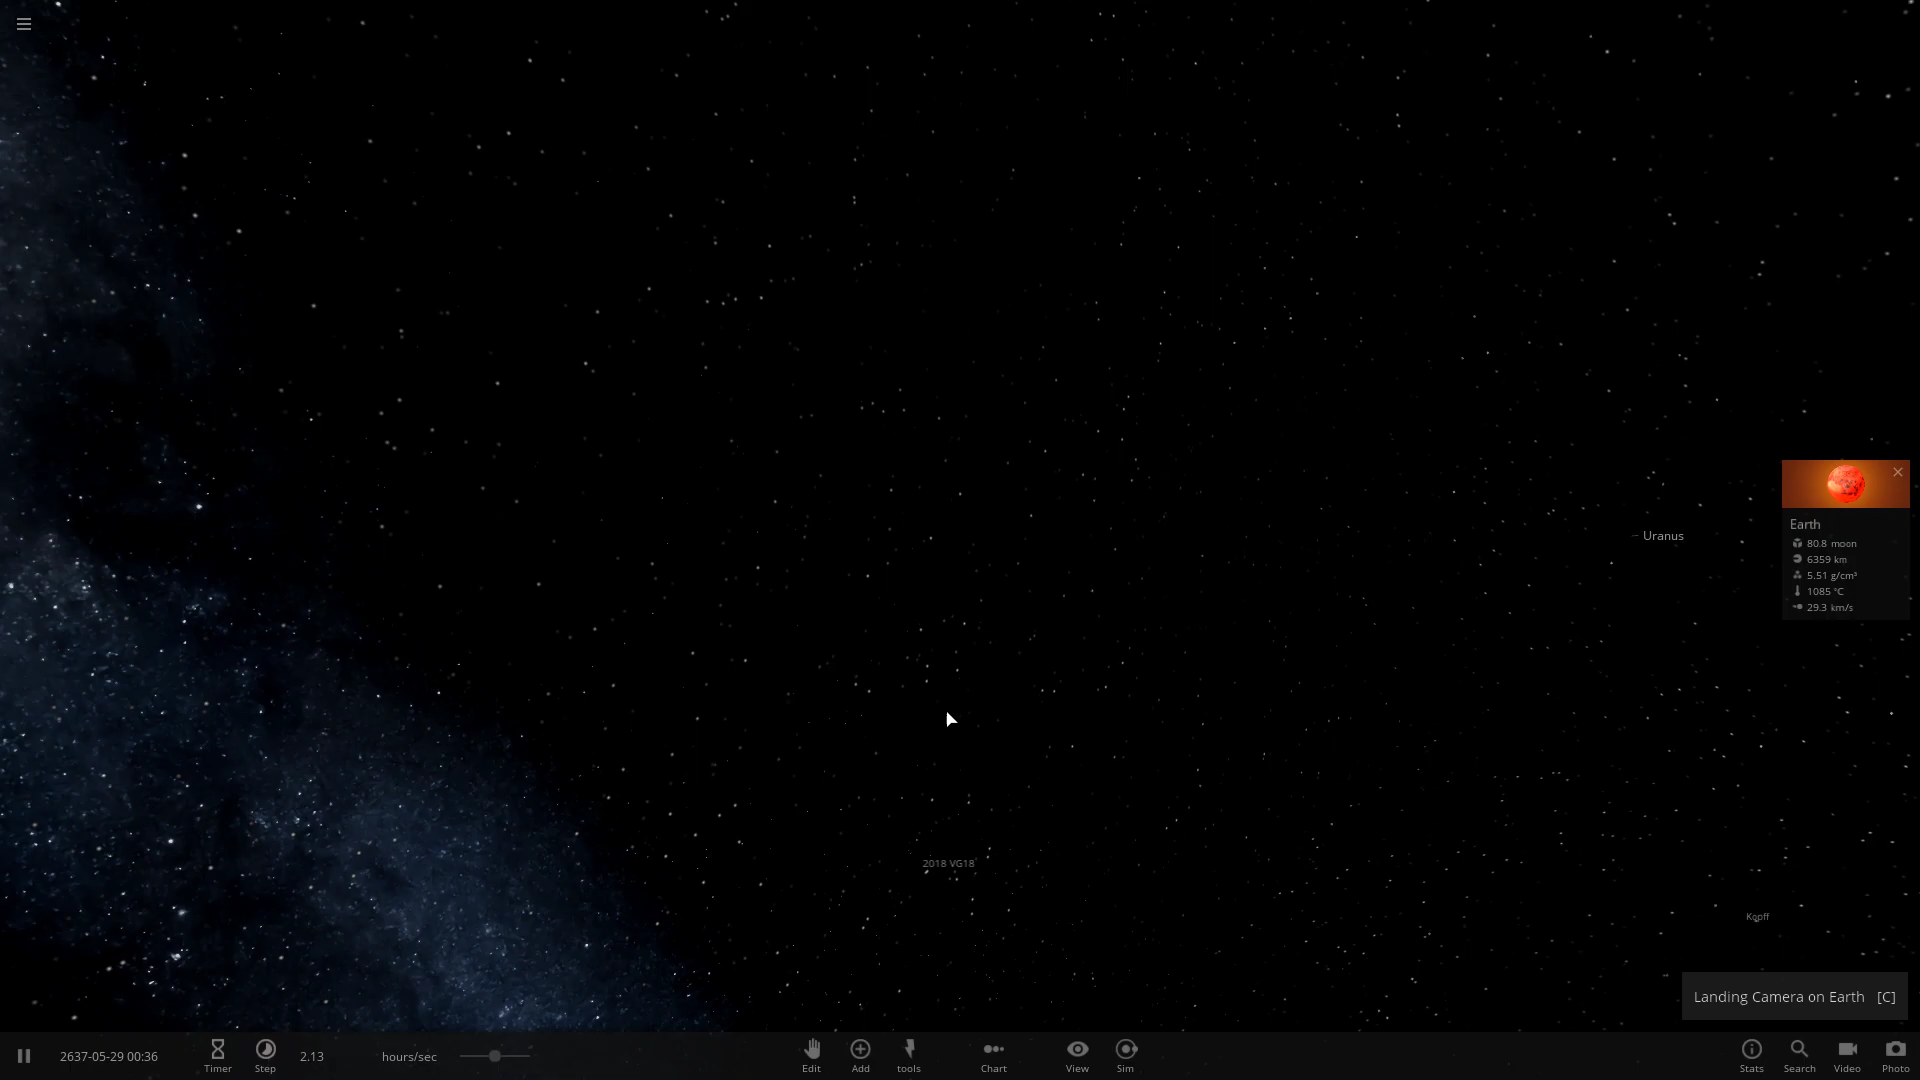 Uranus
Earth
80.8 moon
6359 km
5.51 g/cm³
1085 °C
29.3 km/s
2018 VG18
Kopff
Landing Camera on Earth [C]
2637-05-29 00:36
Timer
Step
2.13
hours/sec
Edit
Add
tools
Chart
View
Sim
Stats
Search
Video
Photo